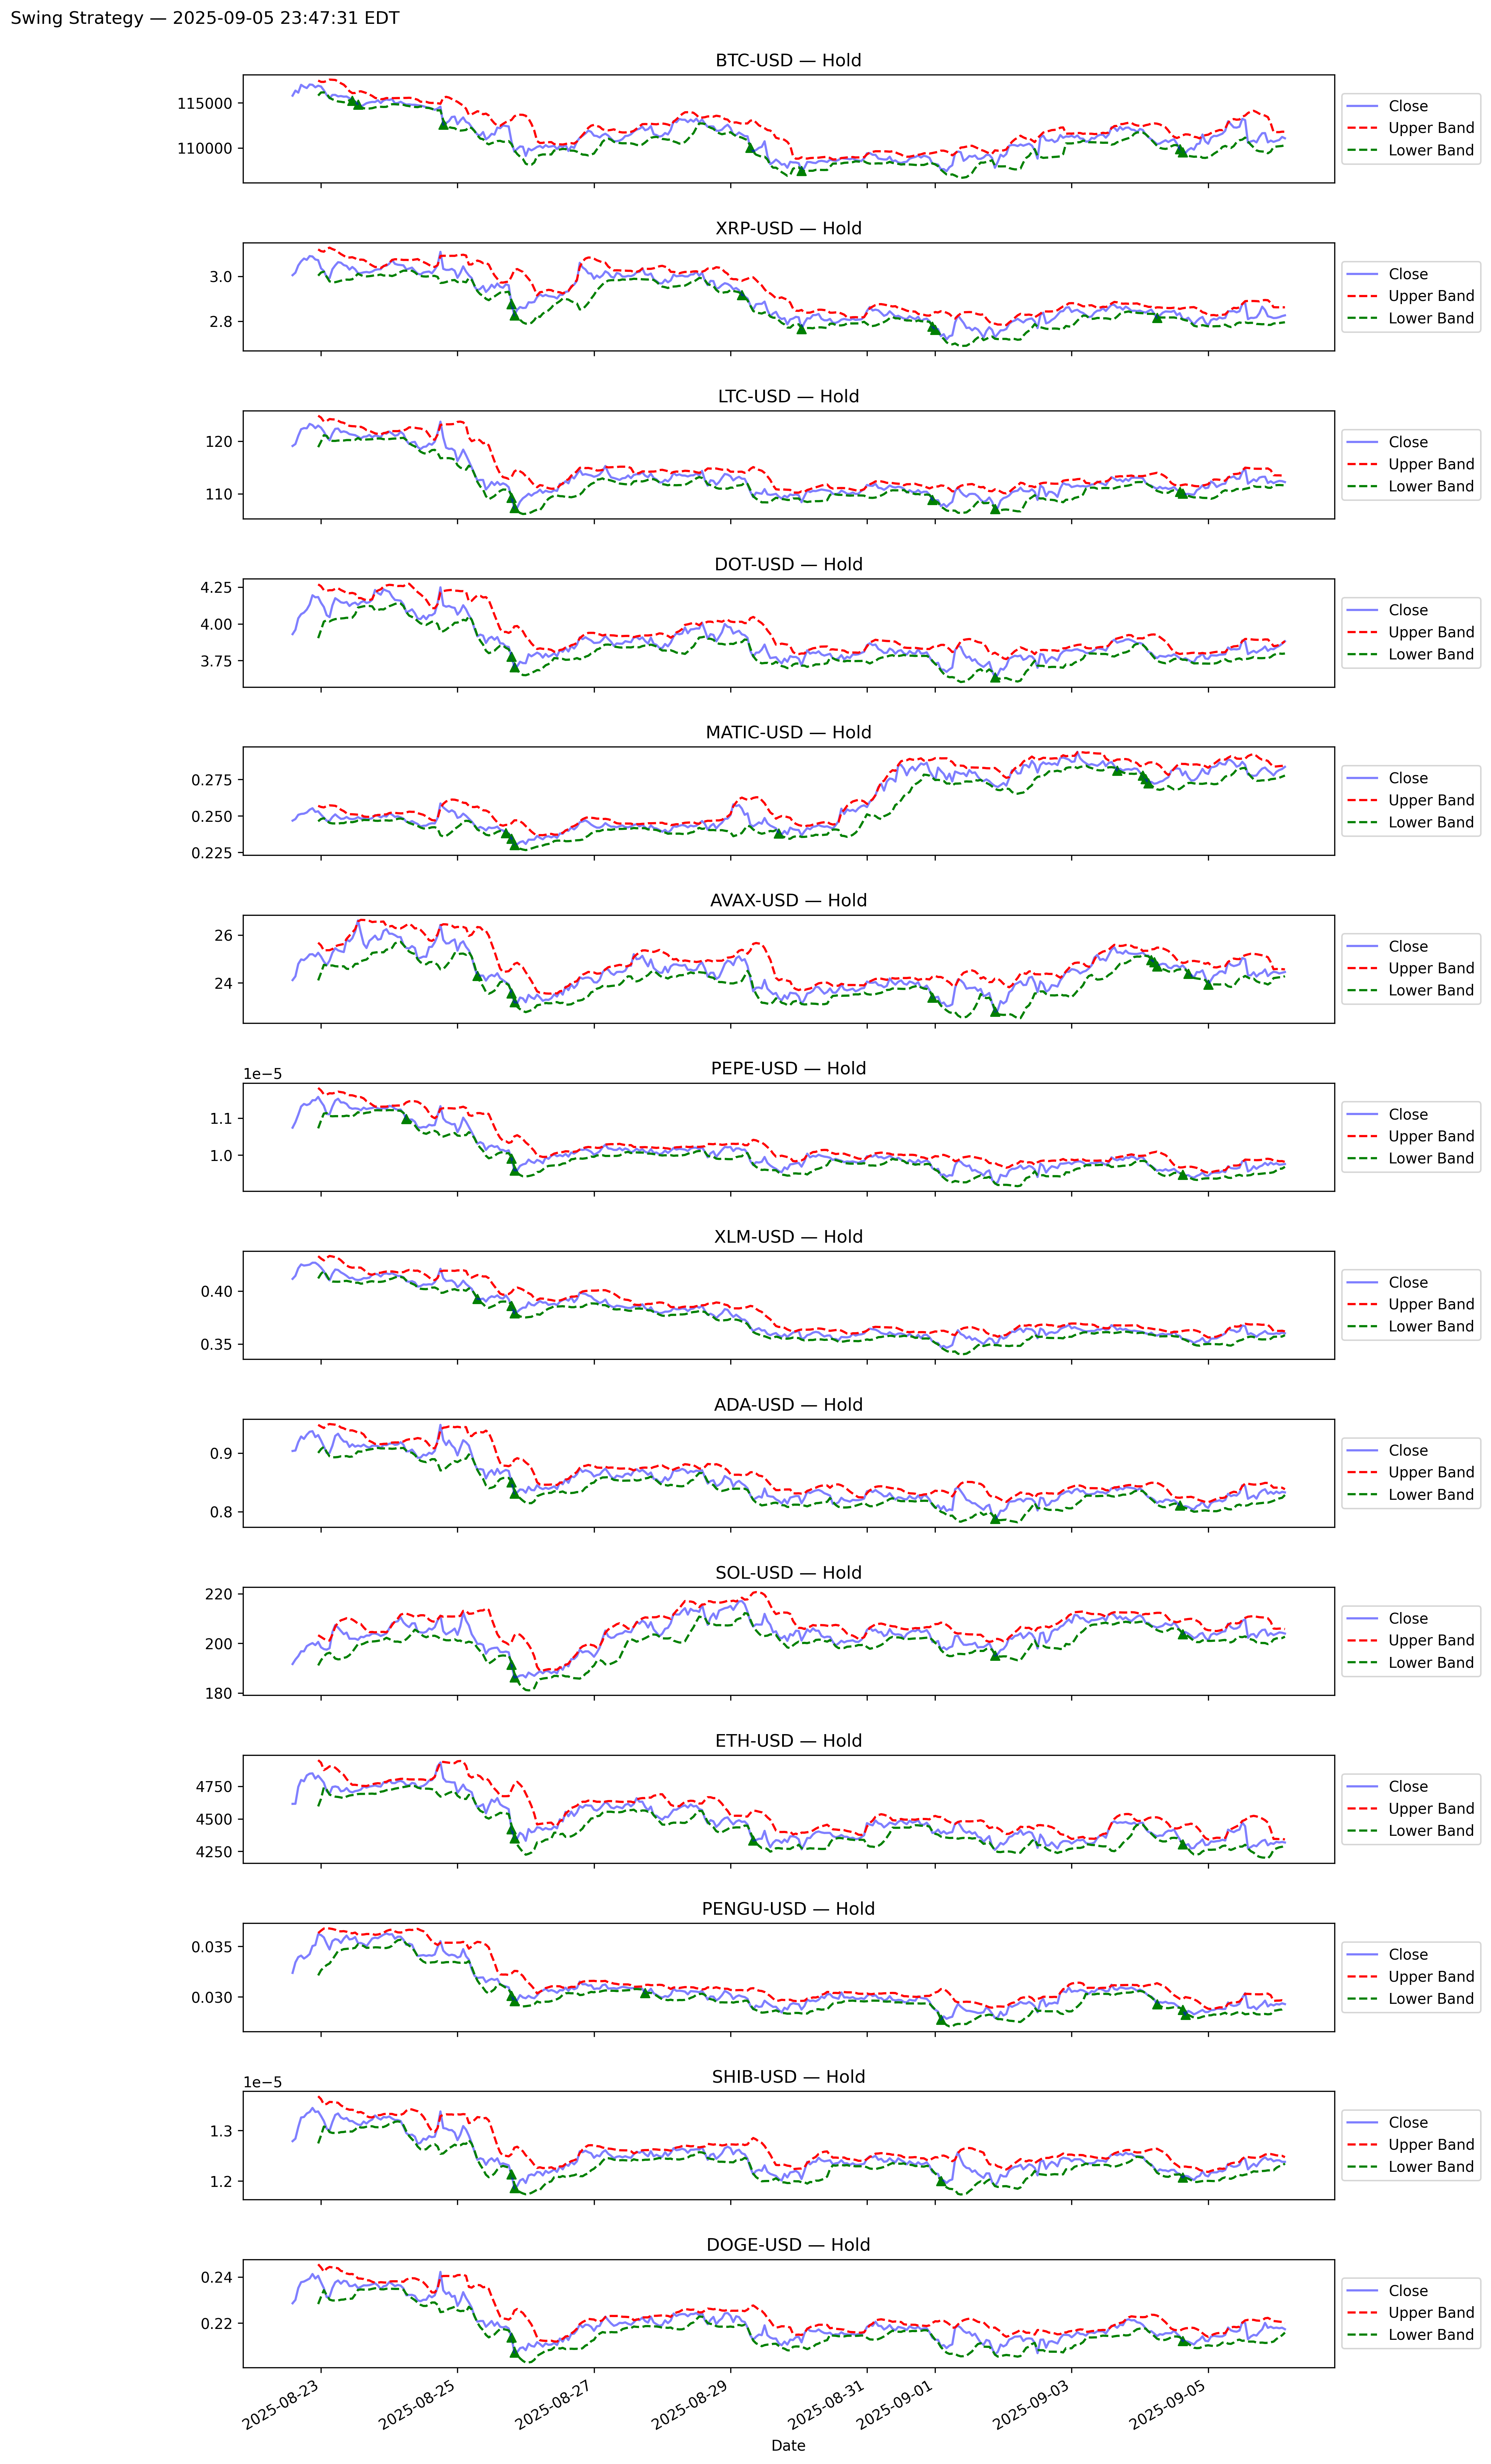 Swing Strategy — 2025-09-05 23:47:31 EDT
BTC-USD — Hold
115000
110000
Close
Upper Band
Lower Band
XRP-USD — Hold
3.0
2.8
Close
Upper Band
Lower Band
LTC-USD — Hold
120
110
Close
Upper Band
Lower Band
DOT-USD — Hold
4.25
4.00
3.75
Close
Upper Band
Lower Band
MATIC-USD — Hold
0.275
0.250
0.225
Close
Upper Band
Lower Band
AVAX-USD — Hold
26
24
Close
Upper Band
Lower Band
PEPE-USD — Hold
1e−5
1.1
1.0
Close
Upper Band
Lower Band
XLM-USD — Hold
0.40
0.35
Close
Upper Band
Lower Band
ADA-USD — Hold
0.9
0.8
Close
Upper Band
Lower Band
SOL-USD — Hold
220
200
180
Close
Upper Band
Lower Band
ETH-USD — Hold
4750
4500
4250
Close
Upper Band
Lower Band
PENGU-USD — Hold
0.035
0.030
Close
Upper Band
Lower Band
SHIB-USD — Hold
1e−5
1.3
1.2
Close
Upper Band
Lower Band
DOGE-USD — Hold
0.24
0.22
Close
Upper Band
Lower Band
2025-08-23
2025-08-25
2025-08-27
2025-08-29
2025-08-31
2025-09-01
2025-09-03
2025-09-05
Date